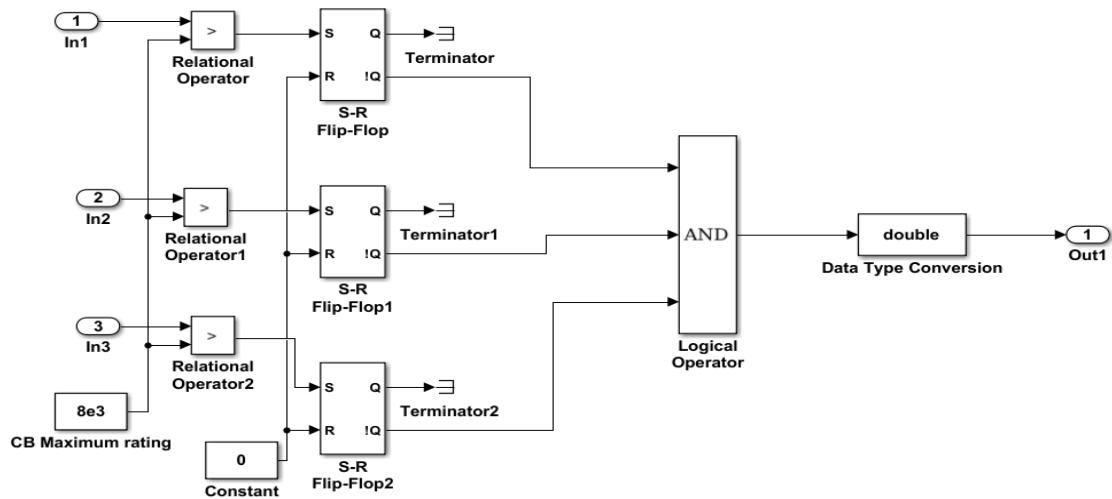 1
In1
>
Relational
Operator
S
Q
R
!Q
S-R
Flip-Flop
Terminator
2
In2
>
Relational
Operator1
S
Q
R
!Q
S-R
Flip-Flop1
Terminator1
3
In3
>
Relational
Operator2
S
Q
R
!Q
S-R
Flip-Flop2
Terminator2
8e3
CB Maximum rating
0
Constant
AND
Logical
Operator
double
Data Type Conversion
1
Out1